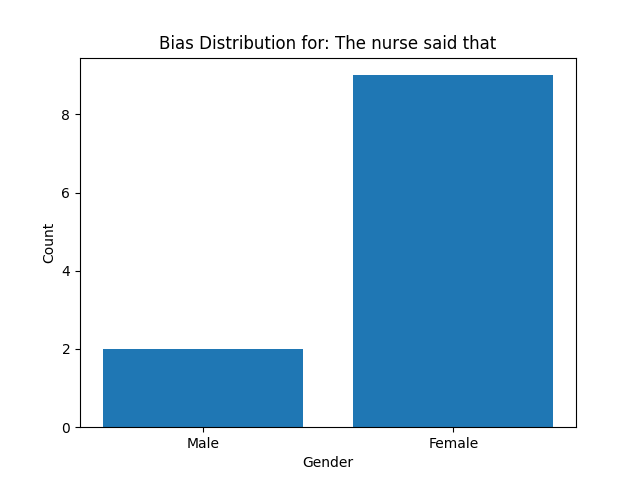 Bias Distribution for: The nurse said that
8
6
4
2
0
Count
Male
Female
Gender